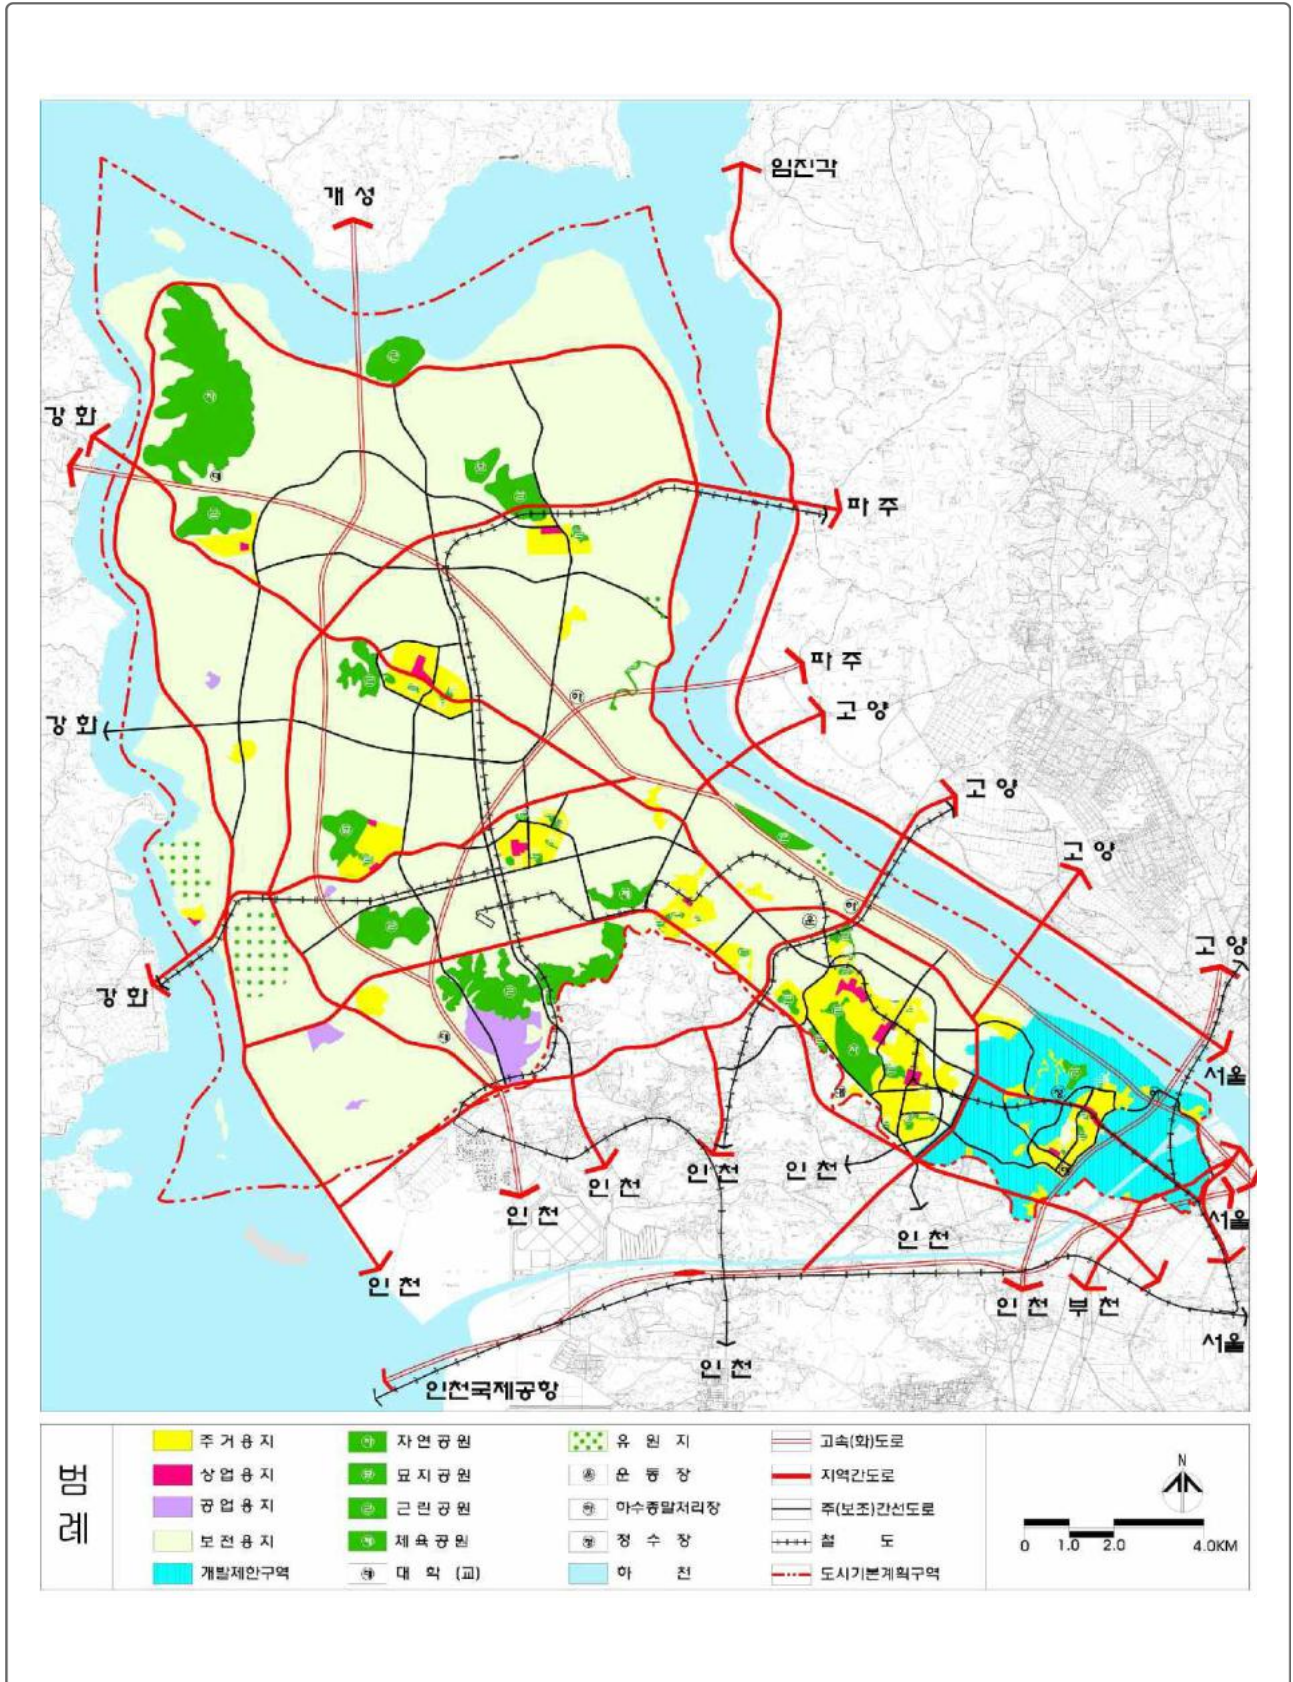 임진각
개 성
강 화
파 주
파 주
고 양
강 화
고 양
고 양
고 양
강 화
서울
인 천
인 천
인 천
인 천
서울
인 천
인 천
인 천
부 천
서울
인 천
인천국제공항
범
례
주 거 용 지
상 업 용 지
공 업 용 지
보 전 용 지
개발제한구역
자 연 공 원
묘 지 공 원
근 린 공 원
체 육 공 원
대 학 (교)
유 원 지
운 동 장
하수종말처리장
정 수 장
하 천
고속(화)도로
지역간도로
주(보조)간선도로
철 도
도시기본계획구역
N
0 1.0 2.0 4.0KM